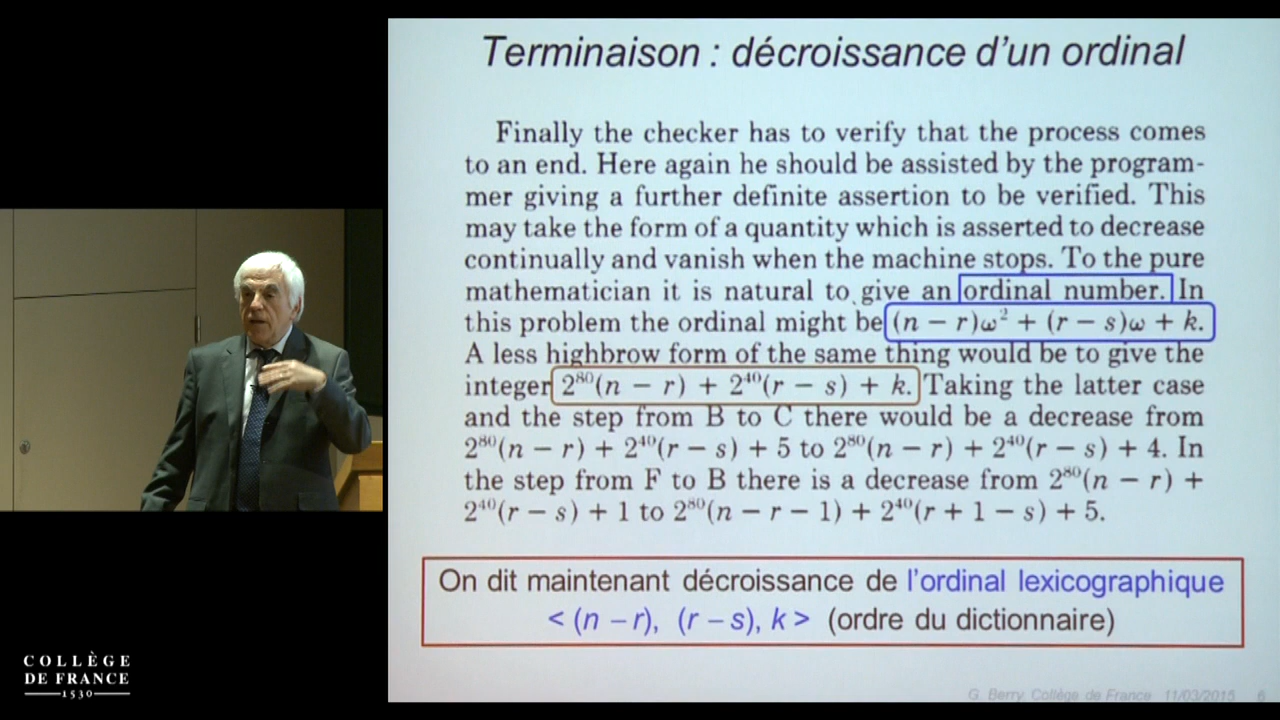 Terminaison : décroissance d'un ordinal
Finally the checker has to verify that the process comes
to an end. Here again he should be assisted by the program-
mer giving a further definite assertion to be verified. This
may take the form of a quantity which is asserted to decrease
continually and vanish when the machine stops. To the pure
mathematician it is natural to give an ordinal number. In
this problem the ordinal might be (n − r)ω² + (r − s)ω + k.
A less highbrow form of the same thing would be to give the
integer 2⁸⁰(n − r) + 2⁴⁰(r − s) + k. Taking the latter case
and the step from B to C there would be a decrease from
2⁸⁰(n − r) + 2⁴⁰(r − s) + 5 to 2⁸⁰(n − r) + 2⁴⁰(r − s) + 4. In
the step from F to B there is a decrease from 2⁸⁰(n − r) +
2⁴⁰(r − s) + 1 to 2⁸⁰(n − r − 1) + 2⁴⁰(r + 1 − s) + 5.
On dit maintenant décroissance de l'ordinal lexicographique
< (n – r), (r – s), k > (ordre du dictionnaire)
G. Berry, Collège de France 11/03/2015 6
COLLÈGE
DE FRANCE
1530